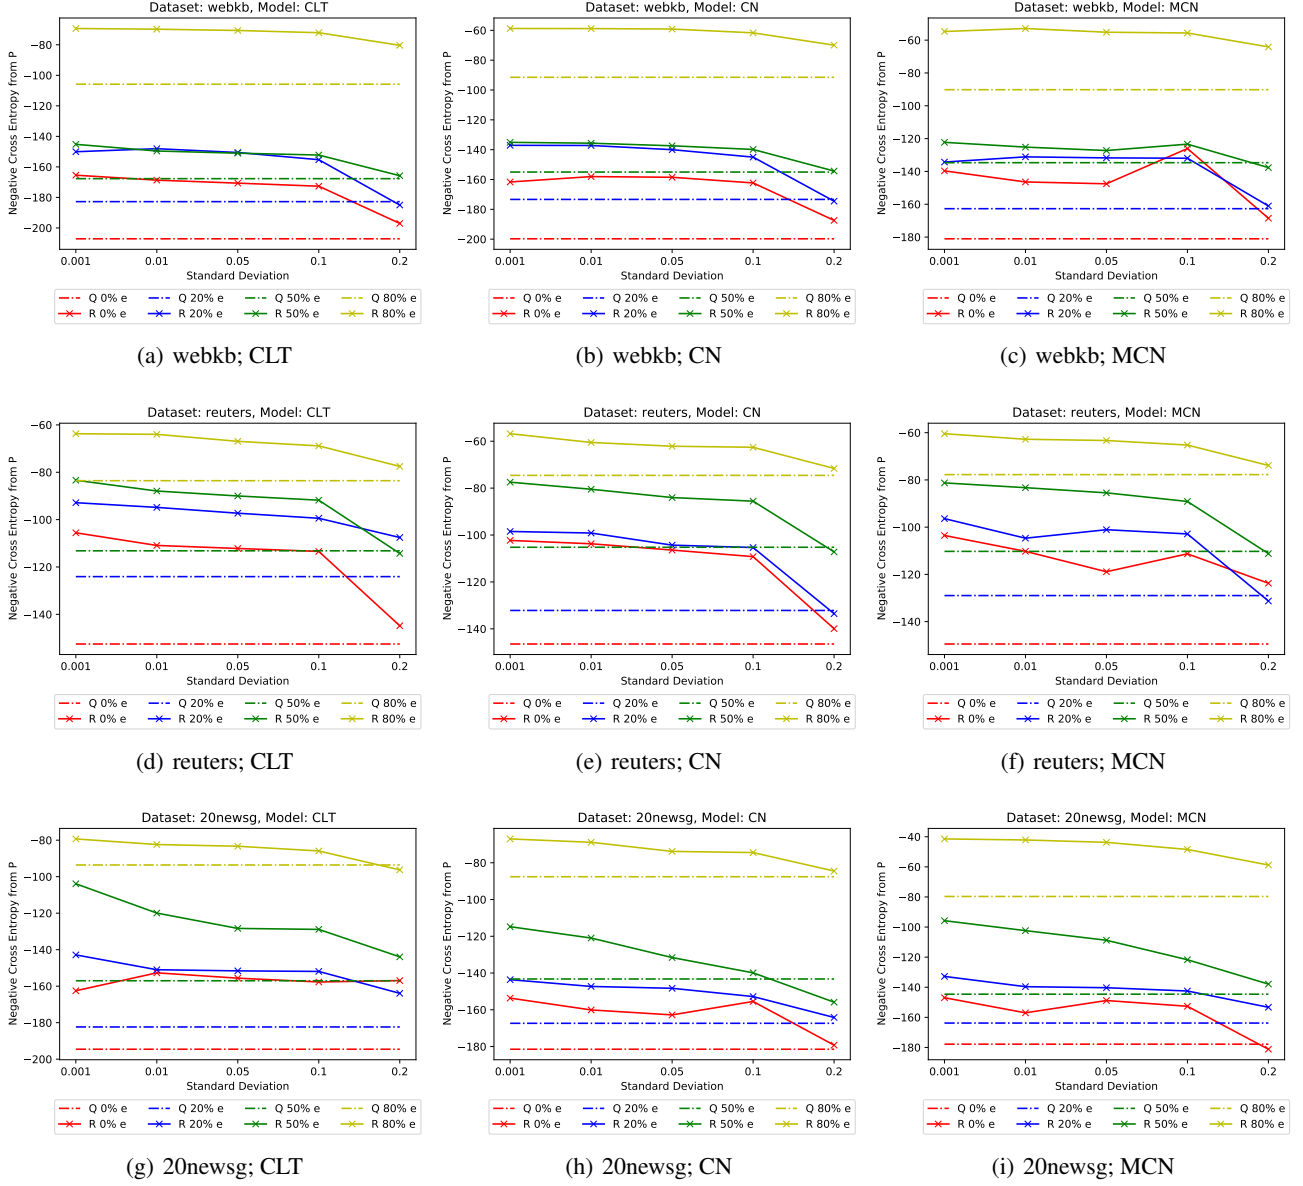 Dataset: webkb, Model: CLT
Negative Cross Entropy from P
−80
−100
−120
−140
−160
−180
−200
0.001 0.01 0.05 0.1 0.2
Standard Deviation
Q 0% e Q 20% e Q 50% e Q 80% e
R 0% e R 20% e R 50% e R 80% e
(a) webkb; CLT
Dataset: webkb, Model: CN
Negative Cross Entropy from P
−60
−80
−100
−120
−140
−160
−180
−200
0.001 0.01 0.05 0.1 0.2
Standard Deviation
Q 0% e Q 20% e Q 50% e Q 80% e
R 0% e R 20% e R 50% e R 80% e
(b) webkb; CN
Dataset: webkb, Model: MCN
Negative Cross Entropy from P
−60
−80
−100
−120
−140
−160
−180
0.001 0.01 0.05 0.1 0.2
Standard Deviation
Q 0% e Q 20% e Q 50% e Q 80% e
R 0% e R 20% e R 50% e R 80% e
(c) webkb; MCN
Dataset: reuters, Model: CLT
Negative Cross Entropy from P
−60
−80
−100
−120
−140
0.001 0.01 0.05 0.1 0.2
Standard Deviation
Q 0% e Q 20% e Q 50% e Q 80% e
R 0% e R 20% e R 50% e R 80% e
(d) reuters; CLT
Dataset: reuters, Model: CN
Negative Cross Entropy from P
−60
−80
−100
−120
−140
0.001 0.01 0.05 0.1 0.2
Standard Deviation
Q 0% e Q 20% e Q 50% e Q 80% e
R 0% e R 20% e R 50% e R 80% e
(e) reuters; CN
Dataset: reuters, Model: MCN
Negative Cross Entropy from P
−60
−80
−100
−120
−140
0.001 0.01 0.05 0.1 0.2
Standard Deviation
Q 0% e Q 20% e Q 50% e Q 80% e
R 0% e R 20% e R 50% e R 80% e
(f) reuters; MCN
Dataset: 20newsg, Model: CLT
Negative Cross Entropy from P
−80
−100
−120
−140
−160
−180
−200
0.001 0.01 0.05 0.1 0.2
Standard Deviation
Q 0% e Q 20% e Q 50% e Q 80% e
R 0% e R 20% e R 50% e R 80% e
(g) 20newsg; CLT
Dataset: 20newsg, Model: CN
Negative Cross Entropy from P
−80
−100
−120
−140
−160
−180
0.001 0.01 0.05 0.1 0.2
Standard Deviation
Q 0% e Q 20% e Q 50% e Q 80% e
R 0% e R 20% e R 50% e R 80% e
(h) 20newsg; CN
Dataset: 20newsg, Model: MCN
Negative Cross Entropy from P
−40
−60
−80
−100
−120
−140
−160
−180
0.001 0.01 0.05 0.1 0.2
Standard Deviation
Q 0% e Q 20% e Q 50% e Q 80% e
R 0% e R 20% e R 50% e R 80% e
(i) 20newsg; MCN